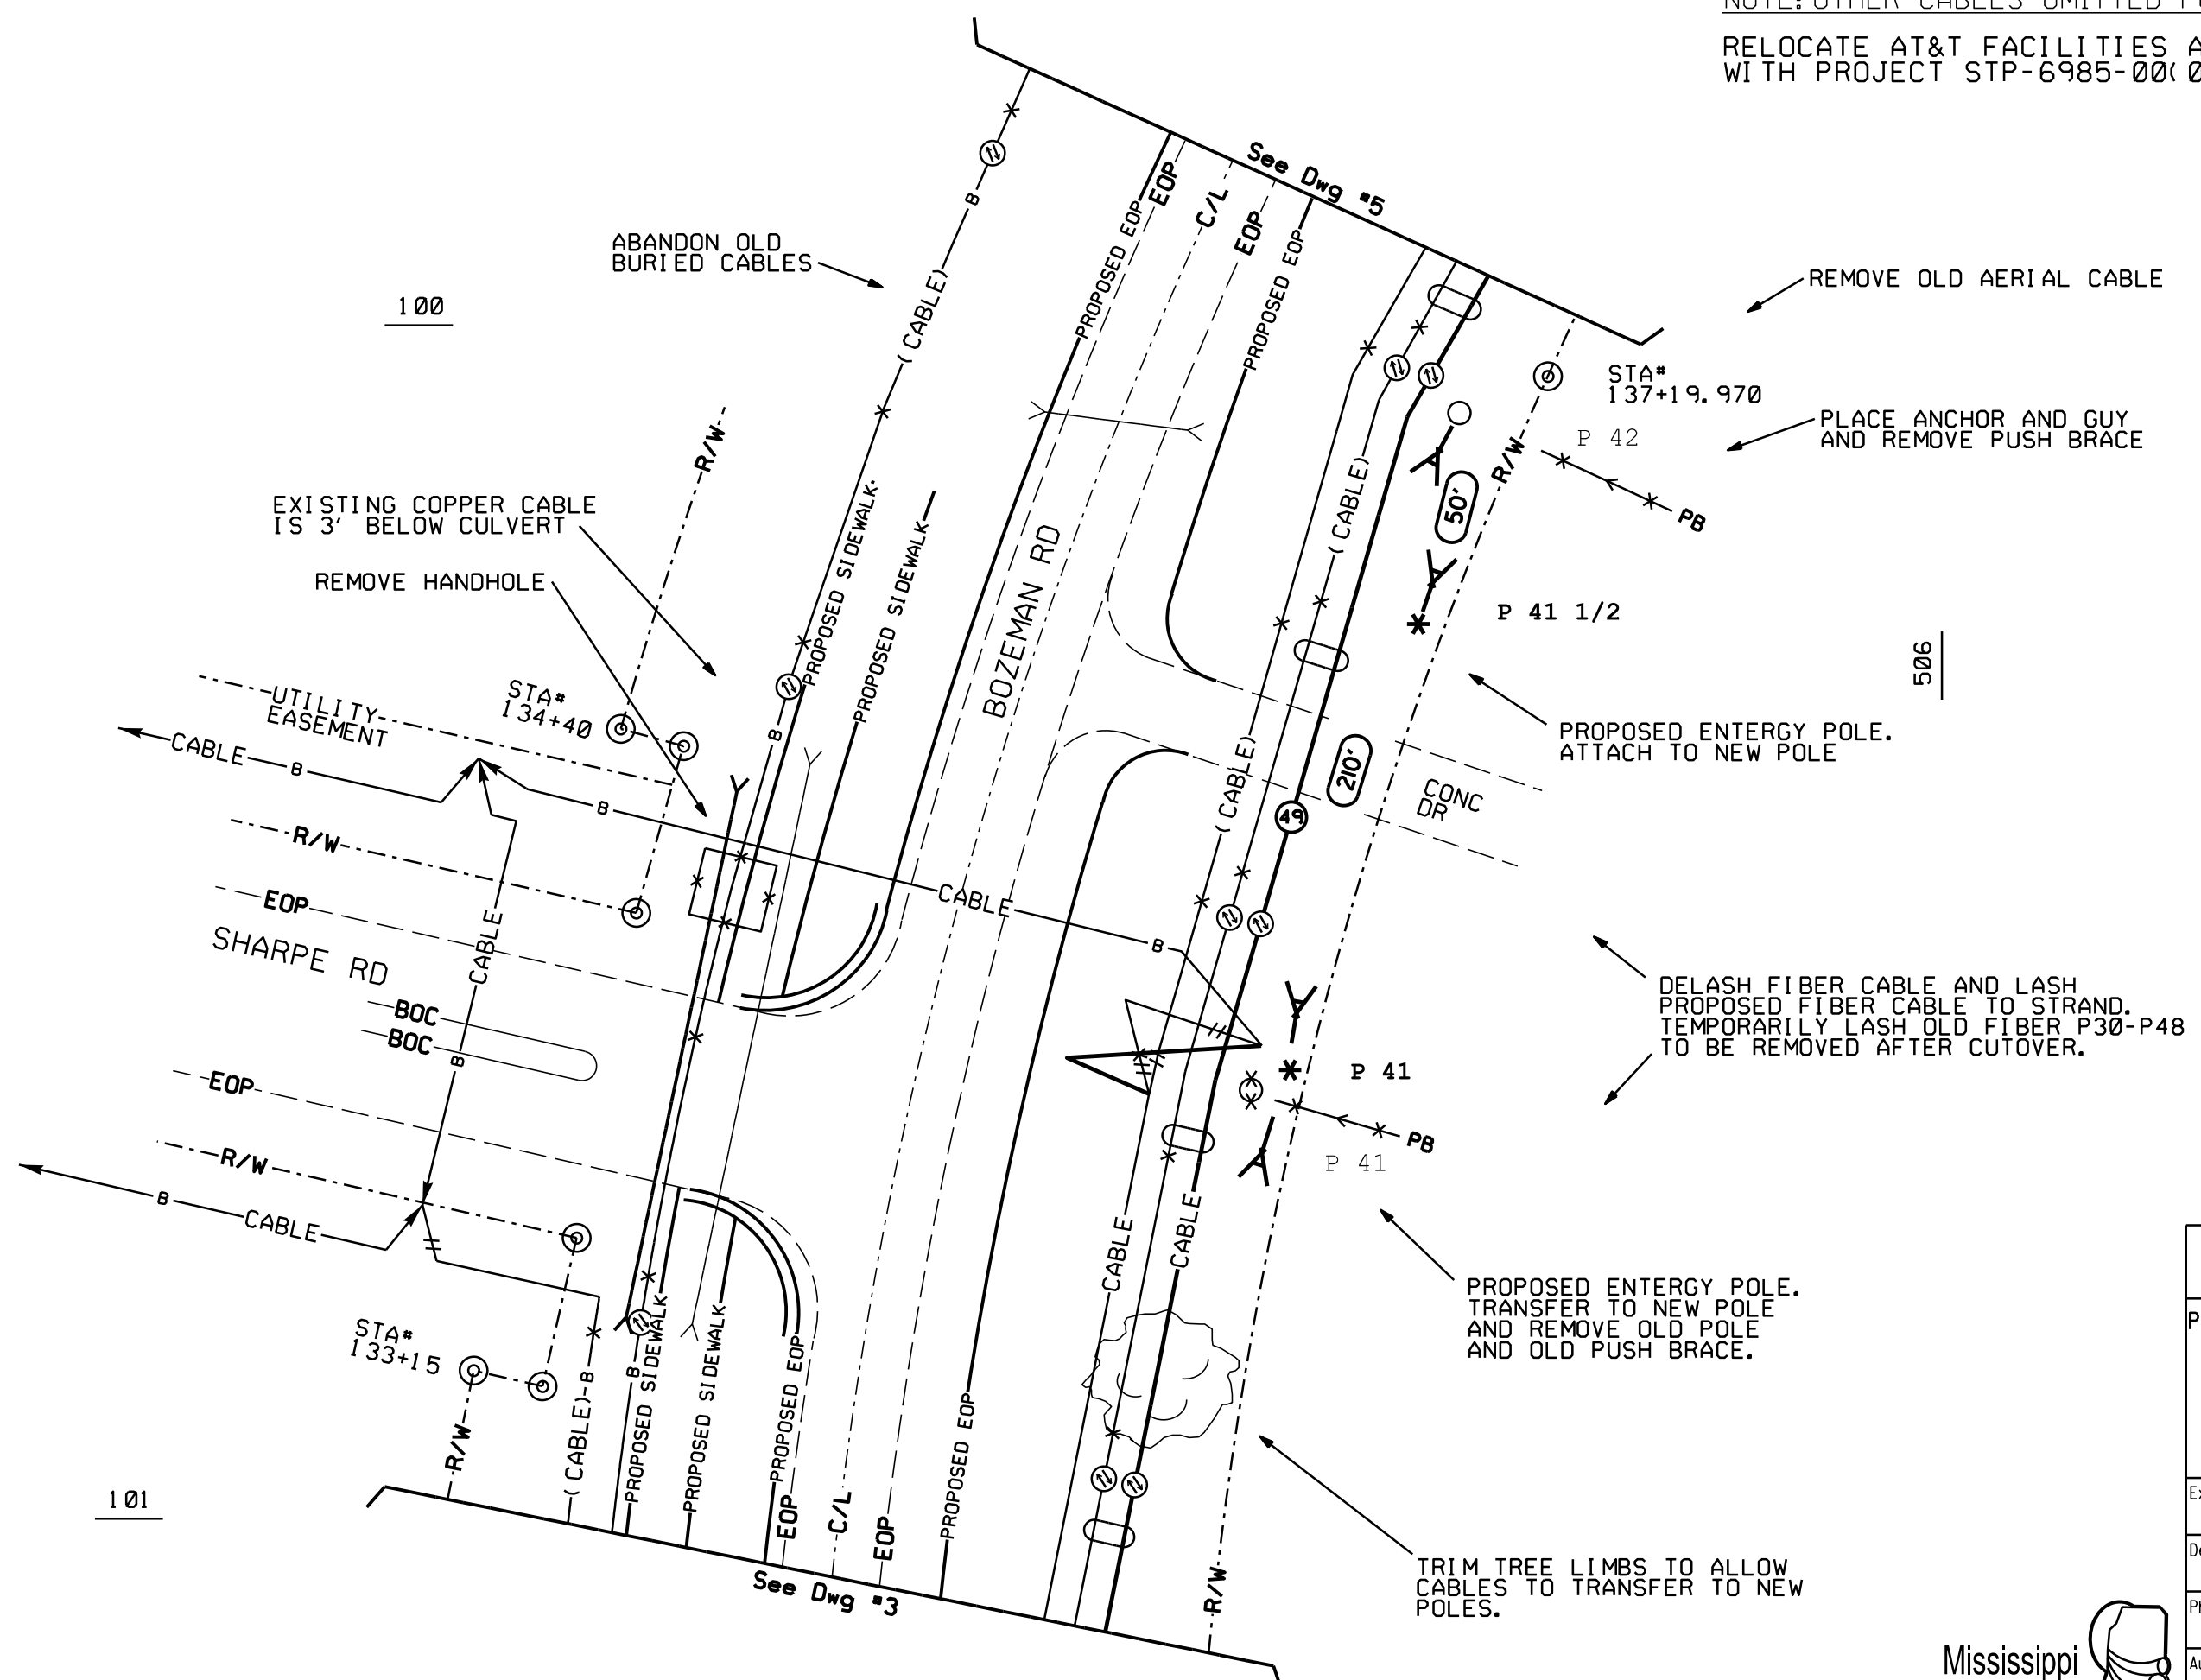 RELOCATE AT&T FACILITIES
WITH PROJECT STP-6985-00(0
See Dwg #5
ABANDON OLD
BURIED CABLES
100
REMOVE OLD AERIAL CABLE
STA#
137+19.970
PLACE ANCHOR AND GUY
AND REMOVE PUSH BRACE
P 42
PB
B
(CABLE)
PROPOSED EOP
EOP
C/L
EOP
PROPOSED EOP
R/W
R/W
(CABLE)
50'
EXISTING COPPER CABLE
IS 3' BELOW CULVERT
REMOVE HANDHOLE
PROPOSED SIDEWALK
PROPOSED SIDEWALK
BOZEMAN RD
P 41 1/2
506
PROPOSED ENTERGY POLE.
ATTACH TO NEW POLE
UTILITY
EASEMENT
STA#
134+40
CABLE
B
B
B
(CABLE)
210'
49
CONC
DR
R/W
EOP
SHARPE RD
CABLE
CABLE
B
BOC
BOC
B
EOP
R/W
DELASH FIBER CABLE AND LASH
PROPOSED FIBER CABLE TO STRAND.
TEMPORARILY LASH OLD FIBER P30-P48
TO BE REMOVED AFTER CUTOVER.
P 41
PB
P 41
B
CABLE
CABLE
CABLE
PROPOSED ENTERGY POLE.
TRANSFER TO NEW POLE
AND REMOVE OLD POLE
AND OLD PUSH BRACE.
STA#
133+15
R/W
(CABLE)
B
B
PROPOSED SIDEWALK
PROPOSED SIDEWALK
PROPOSED EOP
EOP
C/L
EOP
PROPOSED EOP
R/W
101
See Dwg #3
TRIM TREE LIMBS TO ALLOW
CABLES TO TRANSFER TO NEW
POLES.
Mississippi